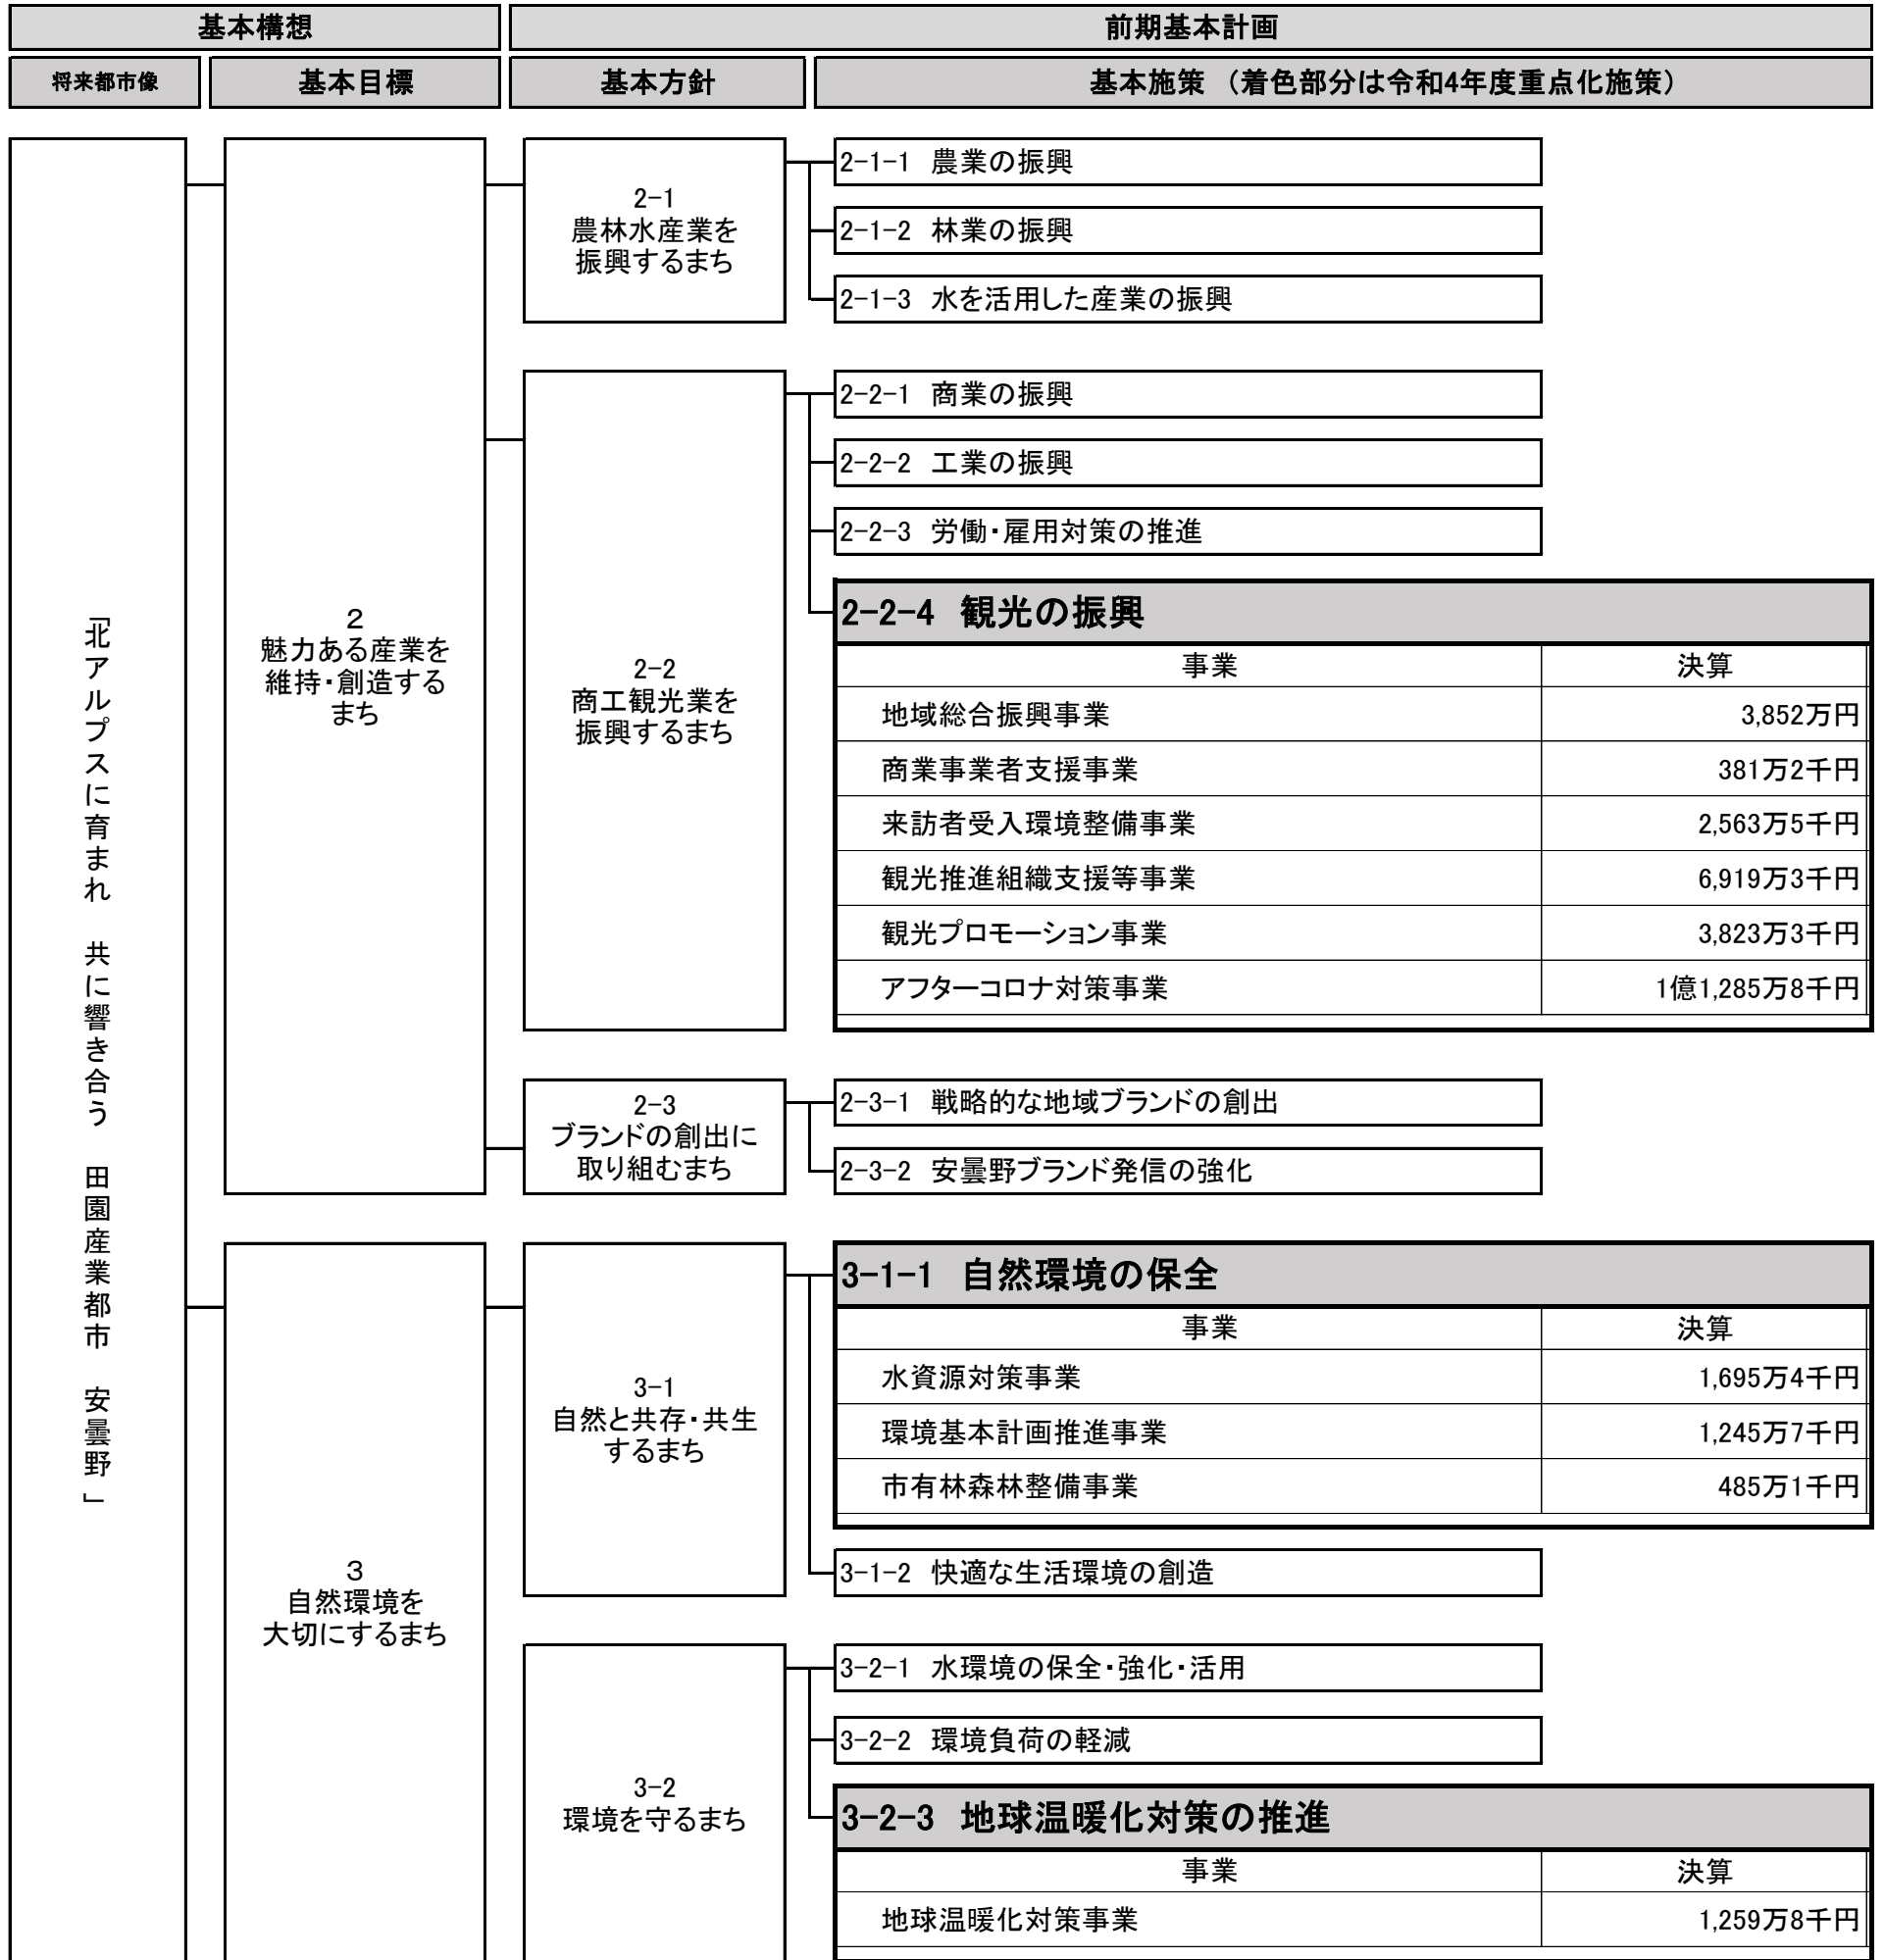 基本構想
前期基本計画
将来都市像
基本目標
基本方針
基本施策 （着色部分は令和4年度重点化施策）
「北アルプスに育まれ　共に響き合う　田園産業都市　安曇野」
2
魅力ある産業を
維持・創造する
まち
2-1
農林水産業を
振興するまち
2-1-1 農業の振興
2-1-2 林業の振興
2-1-3 水を活用した産業の振興
2-2
商工観光業を
振興するまち
2-2-1 商業の振興
2-2-2 工業の振興
2-2-3 労働・雇用対策の推進
2-2-4 観光の振興
事業 決算
地域総合振興事業 3,852万円
商業事業者支援事業 381万2千円
来訪者受入環境整備事業 2,563万5千円
観光推進組織支援等事業 6,919万3千円
観光プロモーション事業 3,823万3千円
アフターコロナ対策事業 1億1,285万8千円
2-3
ブランドの創出に
取り組むまち
2-3-1 戦略的な地域ブランドの創出
2-3-2 安曇野ブランド発信の強化
3
自然環境を
大切にするまち
3-1
自然と共存・共生
するまち
3-1-1 自然環境の保全
事業 決算
水資源対策事業 1,695万4千円
環境基本計画推進事業 1,245万7千円
市有林森林整備事業 485万1千円
3-1-2 快適な生活環境の創造
3-2
環境を守るまち
3-2-1 水環境の保全・強化・活用
3-2-2 環境負荷の軽減
3-2-3 地球温暖化対策の推進
事業 決算
地球温暖化対策事業 1,259万8千円